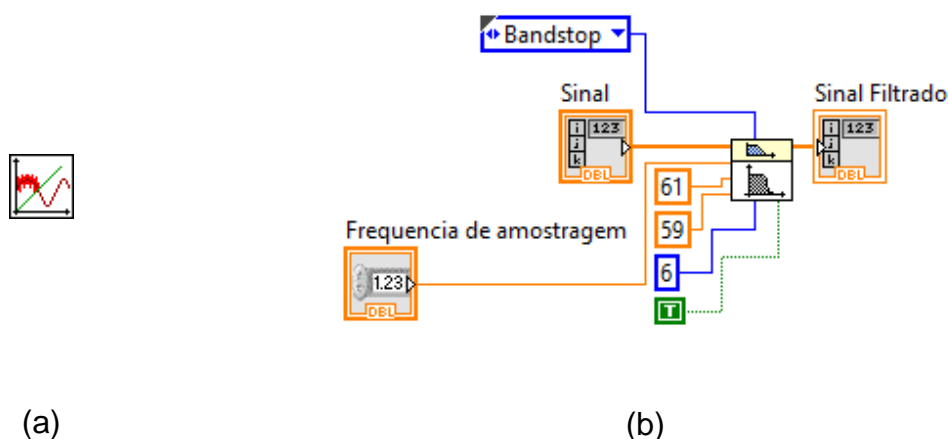 Bandstop
Sinal
Sinal Filtrado
i
j
k
123
DBL
i
j
k
123
DBL
61
59
Frequencia de amostragem
1.23
DBL
6
T
(a)
(b)